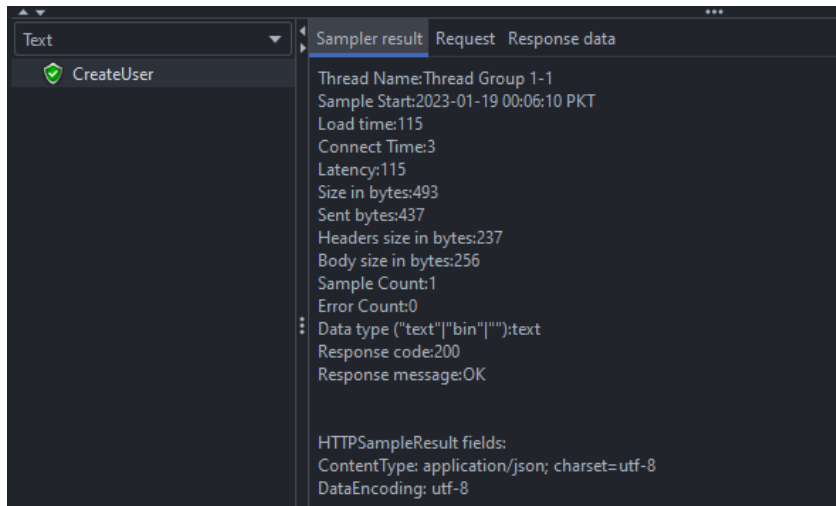 Text
CreateUser
Sampler result Request Response data
Thread Name:Thread Group 1-1
Sample Start:2023-01-19 00:06:10 PKT
Load time:115
Connect Time:3
Latency:115
Size in bytes:493
Sent bytes:437
Headers size in bytes:237
Body size in bytes:256
Sample Count:1
Error Count:0
Data type ("text"|"bin"|""):text
Response code:200
Response message:OK
HTTPSampleResult fields:
ContentType: application/json; charset=utf-8
DataEncoding: utf-8